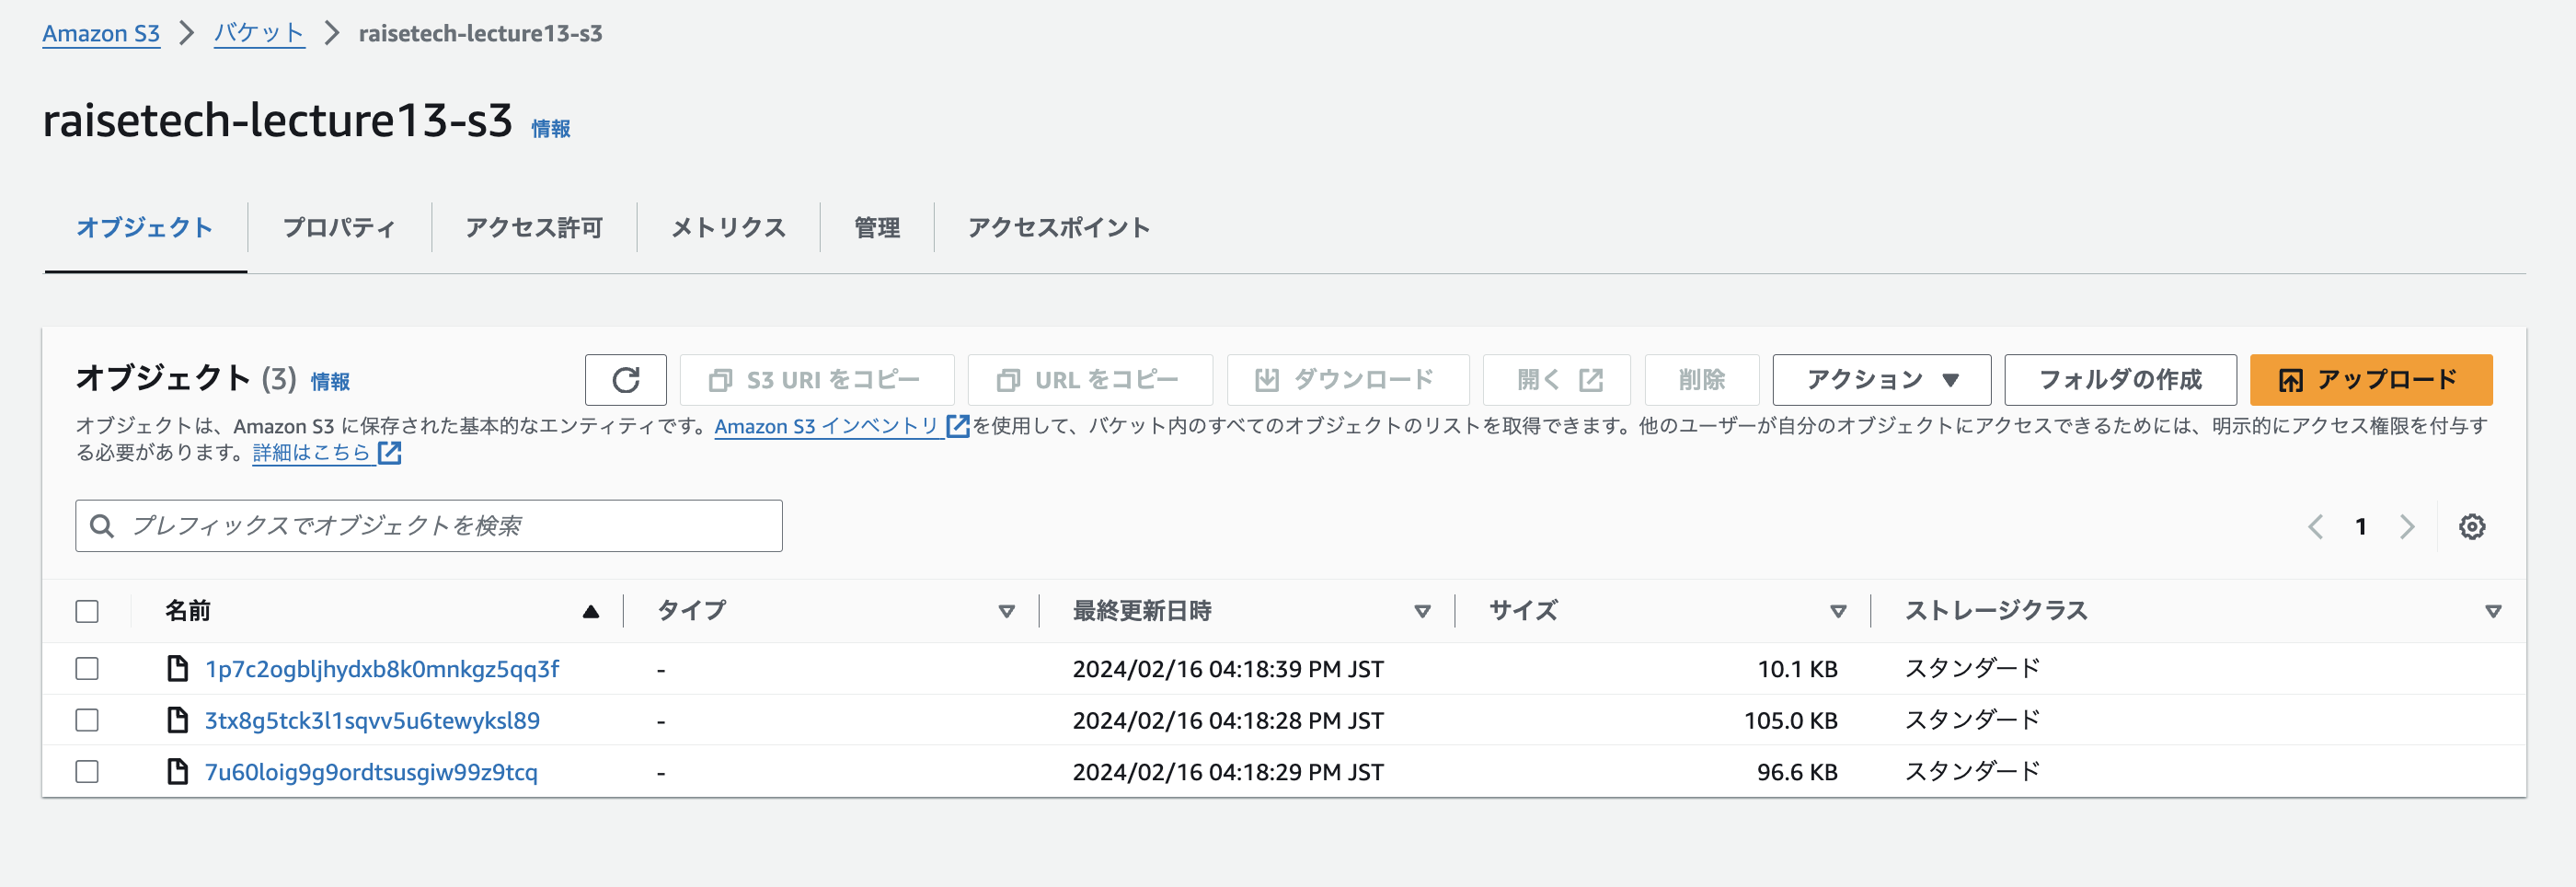 Amazon S3 > バケット > raisetech-lecture13-s3
raisetech-lecture13-s3 情報
オブジェクト プロパティ アクセス許可 メトリクス 管理 アクセスポイント
オブジェクト (3) 情報 S3 URI をコピー URL をコピー ダウンロード 開く 削除 アクション フォルダの作成 アップロード
オブジェクトは、Amazon S3 に保存された基本的なエンティティです。Amazon S3 インベントリ を使用して、バケット内のすべてのオブジェクトのリストを取得できます。他のユーザーが自分のオブジェクトにアクセスできるためには、明示的にアクセス権限を付与す
る必要があります。詳細はこちら
プレフィックスでオブジェクトを検索 1
名前 タイプ 最終更新日時 サイズ ストレージクラス
1p7c2ogbljhydxb8k0mnkgz5qq3f - 2024/02/16 04:18:39 PM JST 10.1 KB スタンダード
3tx8g5tck3l1sqvv5u6tewyksl89 - 2024/02/16 04:18:28 PM JST 105.0 KB スタンダード
7u60loig9g9ordtsusgiw99z9tcq - 2024/02/16 04:18:29 PM JST 96.6 KB スタンダード